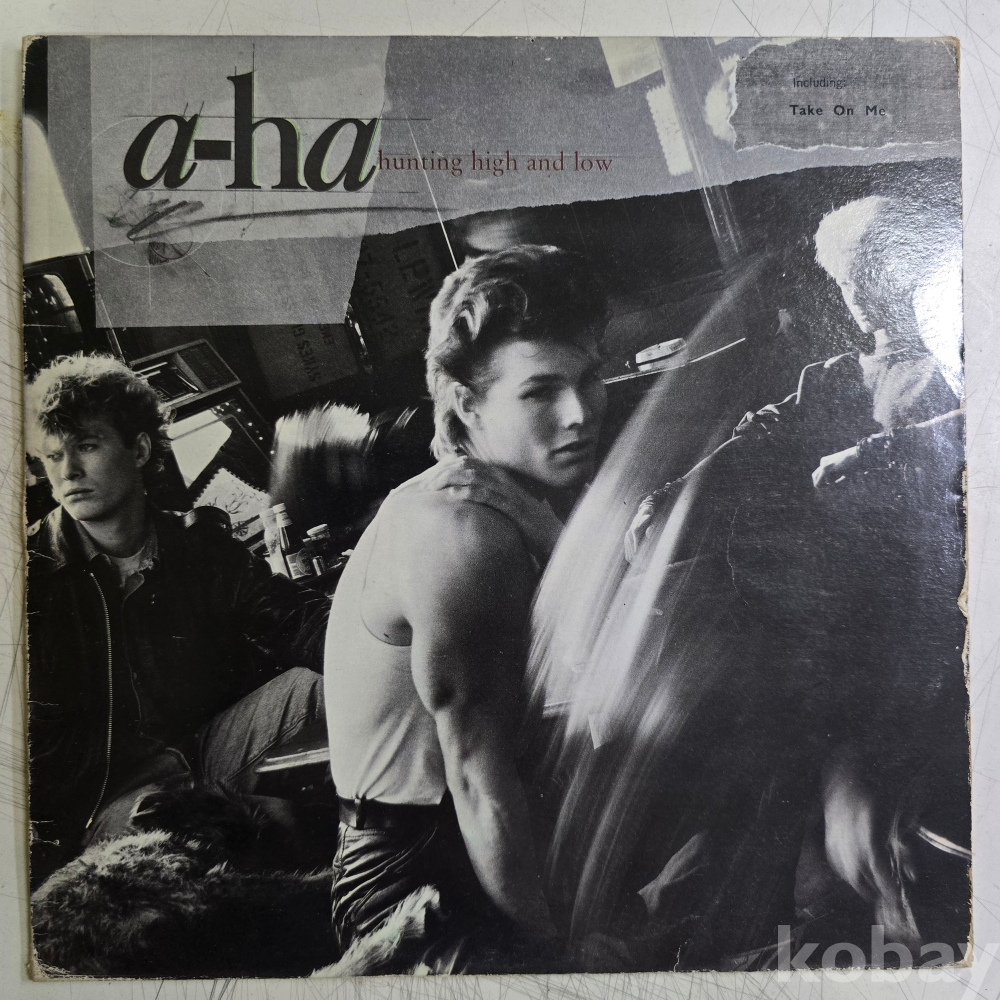 a-ha
hunting high and low
Including:
Take On Me
kobay